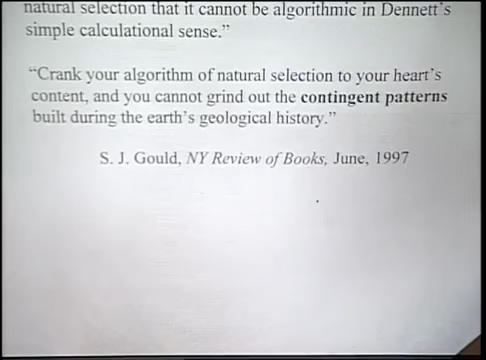 natural selection that it cannot be algorithmic in Dennett's
simple calculational sense.”
“Crank your algorithm of natural selection to your heart's
content, and you cannot grind out the contingent patterns
built during the earth's geological history.”
S. J. Gould, NY Review of Books, June, 1997